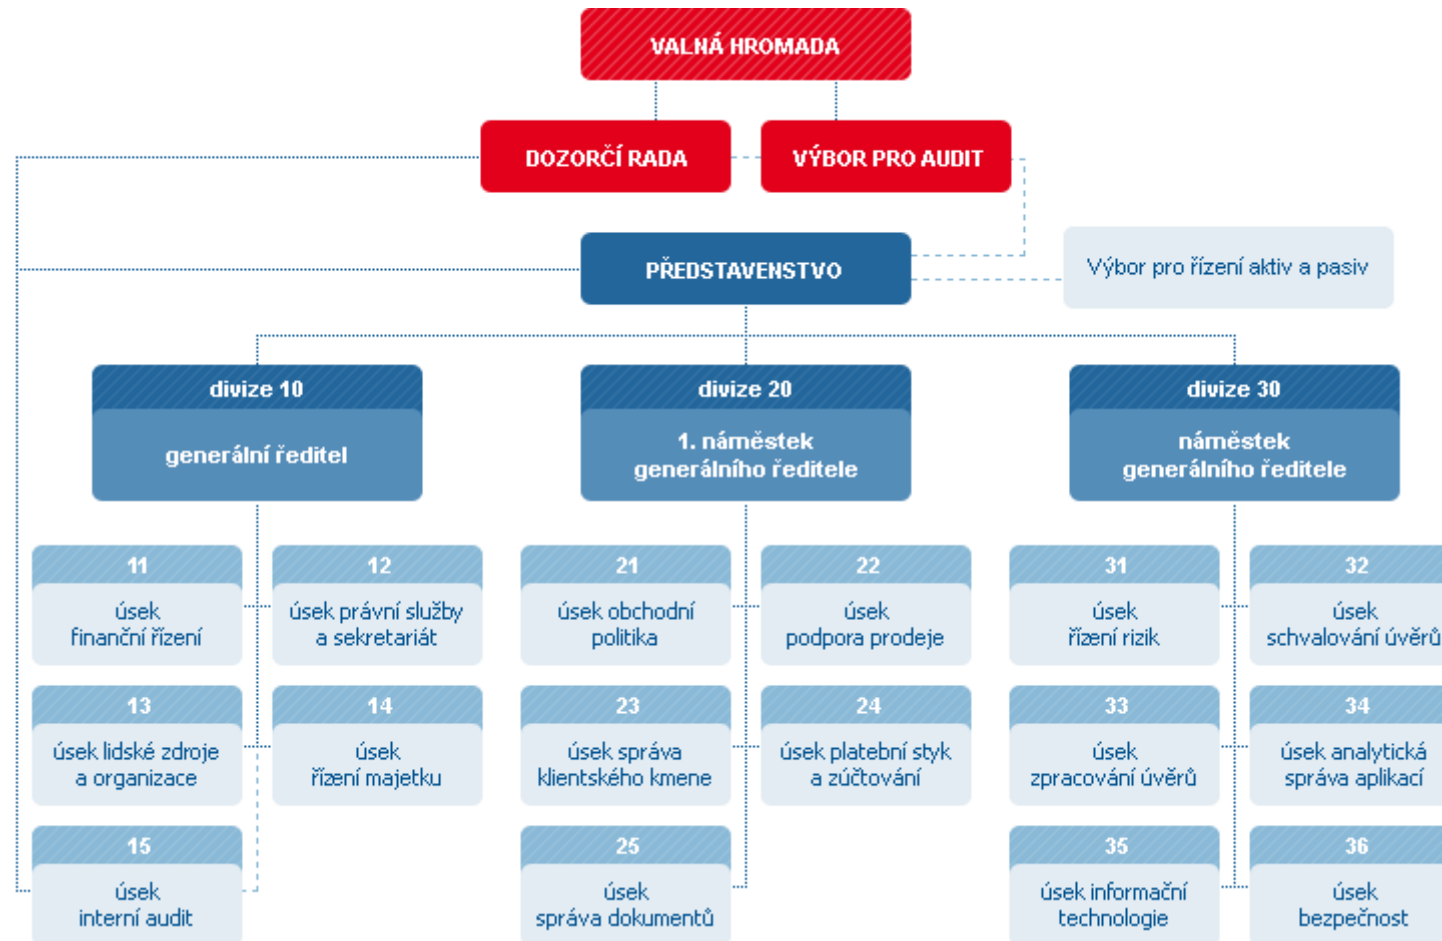 VALNÁ HROMADA
DOZORČÍ RADA
VÝBOR PRO AUDIT
PŘEDSTAVENSTVO
Výbor pro řízení aktiv a pasiv
divize 10
generální ředitel
divize 20
1. náměstek
generálního ředitele
divize 30
náměstek
generálního ředitele
11
úsek
finanční řízení
12
úsek právní služby
a sekretariát
21
úsek obchodní
politika
22
úsek
podpora prodeje
31
úsek
řízení rizik
32
úsek
schvalování úvěrů
13
úsek lidské zdroje
a organizace
14
úsek
řízení majetku
23
úsek správa
klientského kmene
24
úsek platební styk
a zúčtování
33
úsek
zpracování úvěrů
34
úsek analytická
správa aplikací
15
úsek
interní audit
25
úsek
správa dokumentů
35
úsek informační
technologie
36
úsek
bezpečnost